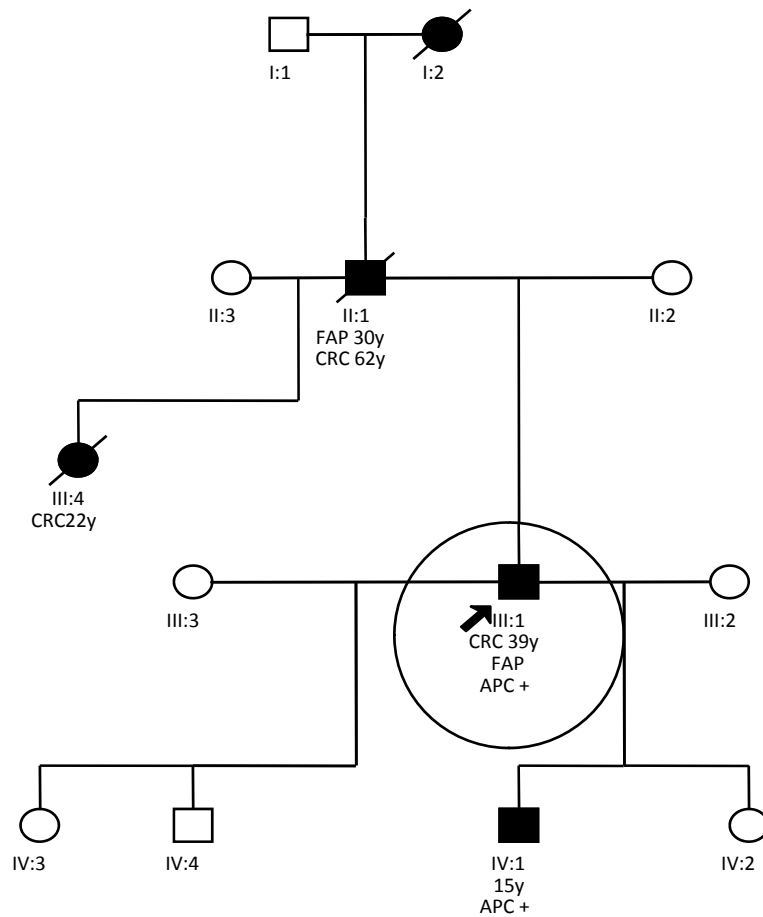 I:1
I:2
II:3
II:1
FAP 30y
CRC 62y
II:2
III:4
CRC22y
III:3
III:1
CRC 39y
FAP
APC +
III:2
IV:3
IV:4
IV:1
15y
APC +
IV:2